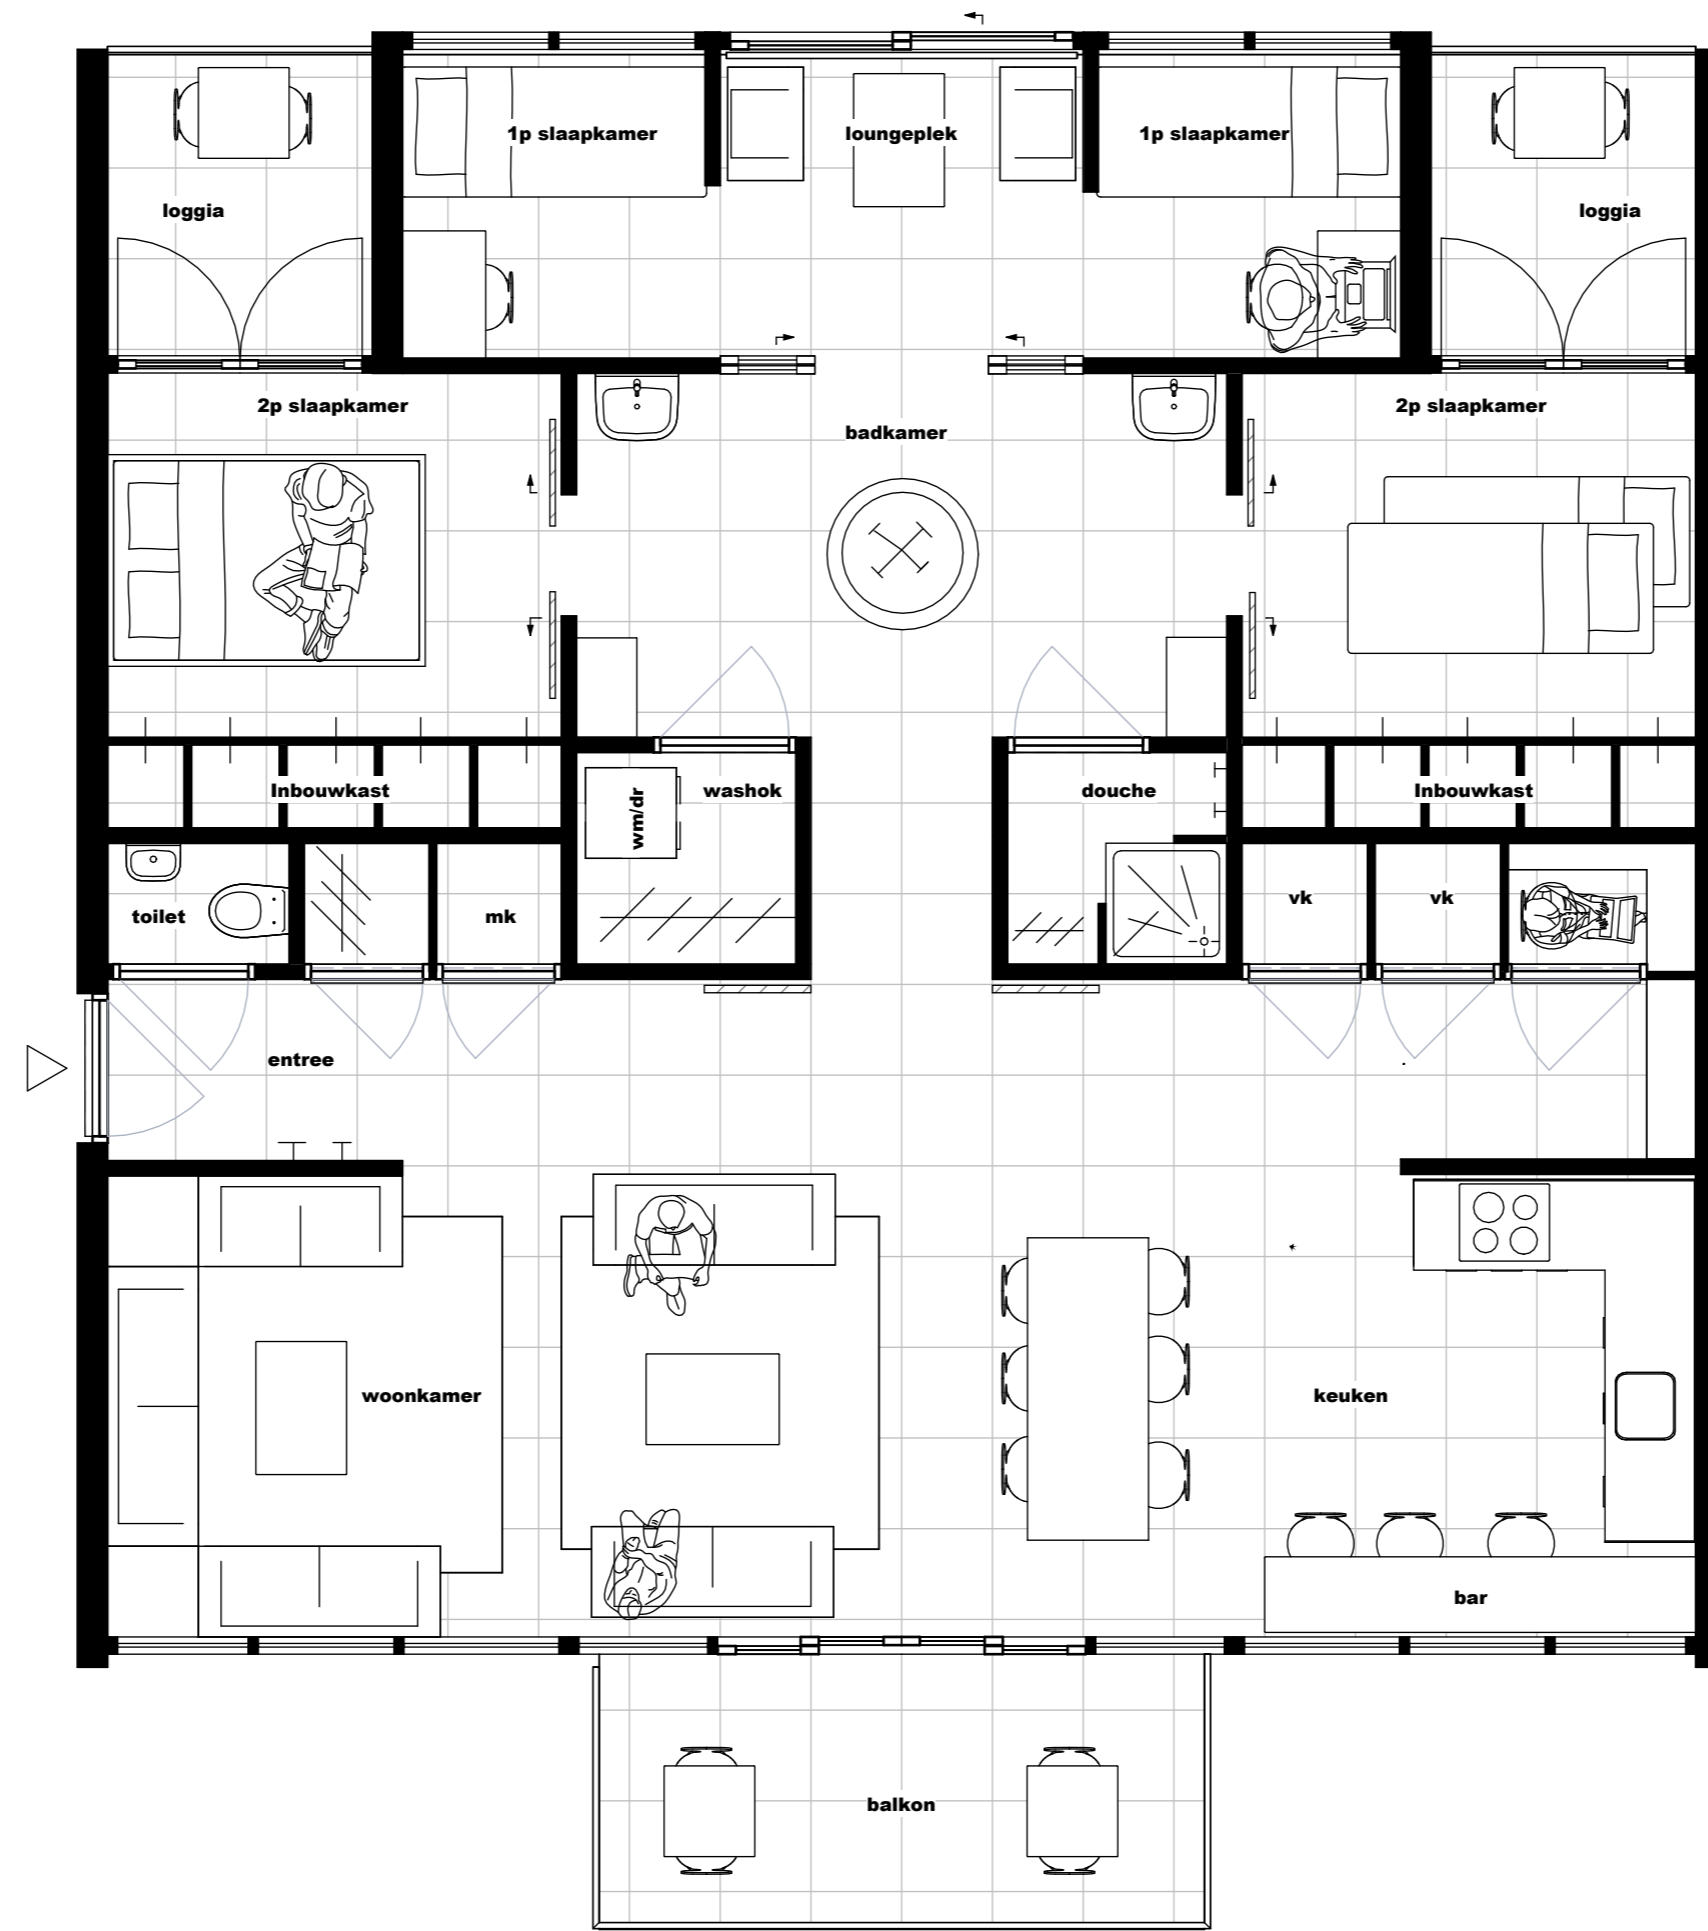 1p slaapkamer
loungeplek
1p slaapkamer
loggia
loggia
2p slaapkamer
2p slaapkamer
badkamer
Inbouwkast
wm/dr
washok
douche
Inbouwkast
toilet
mk
vk
vk
entree
woonkamer
keuken
bar
balkon